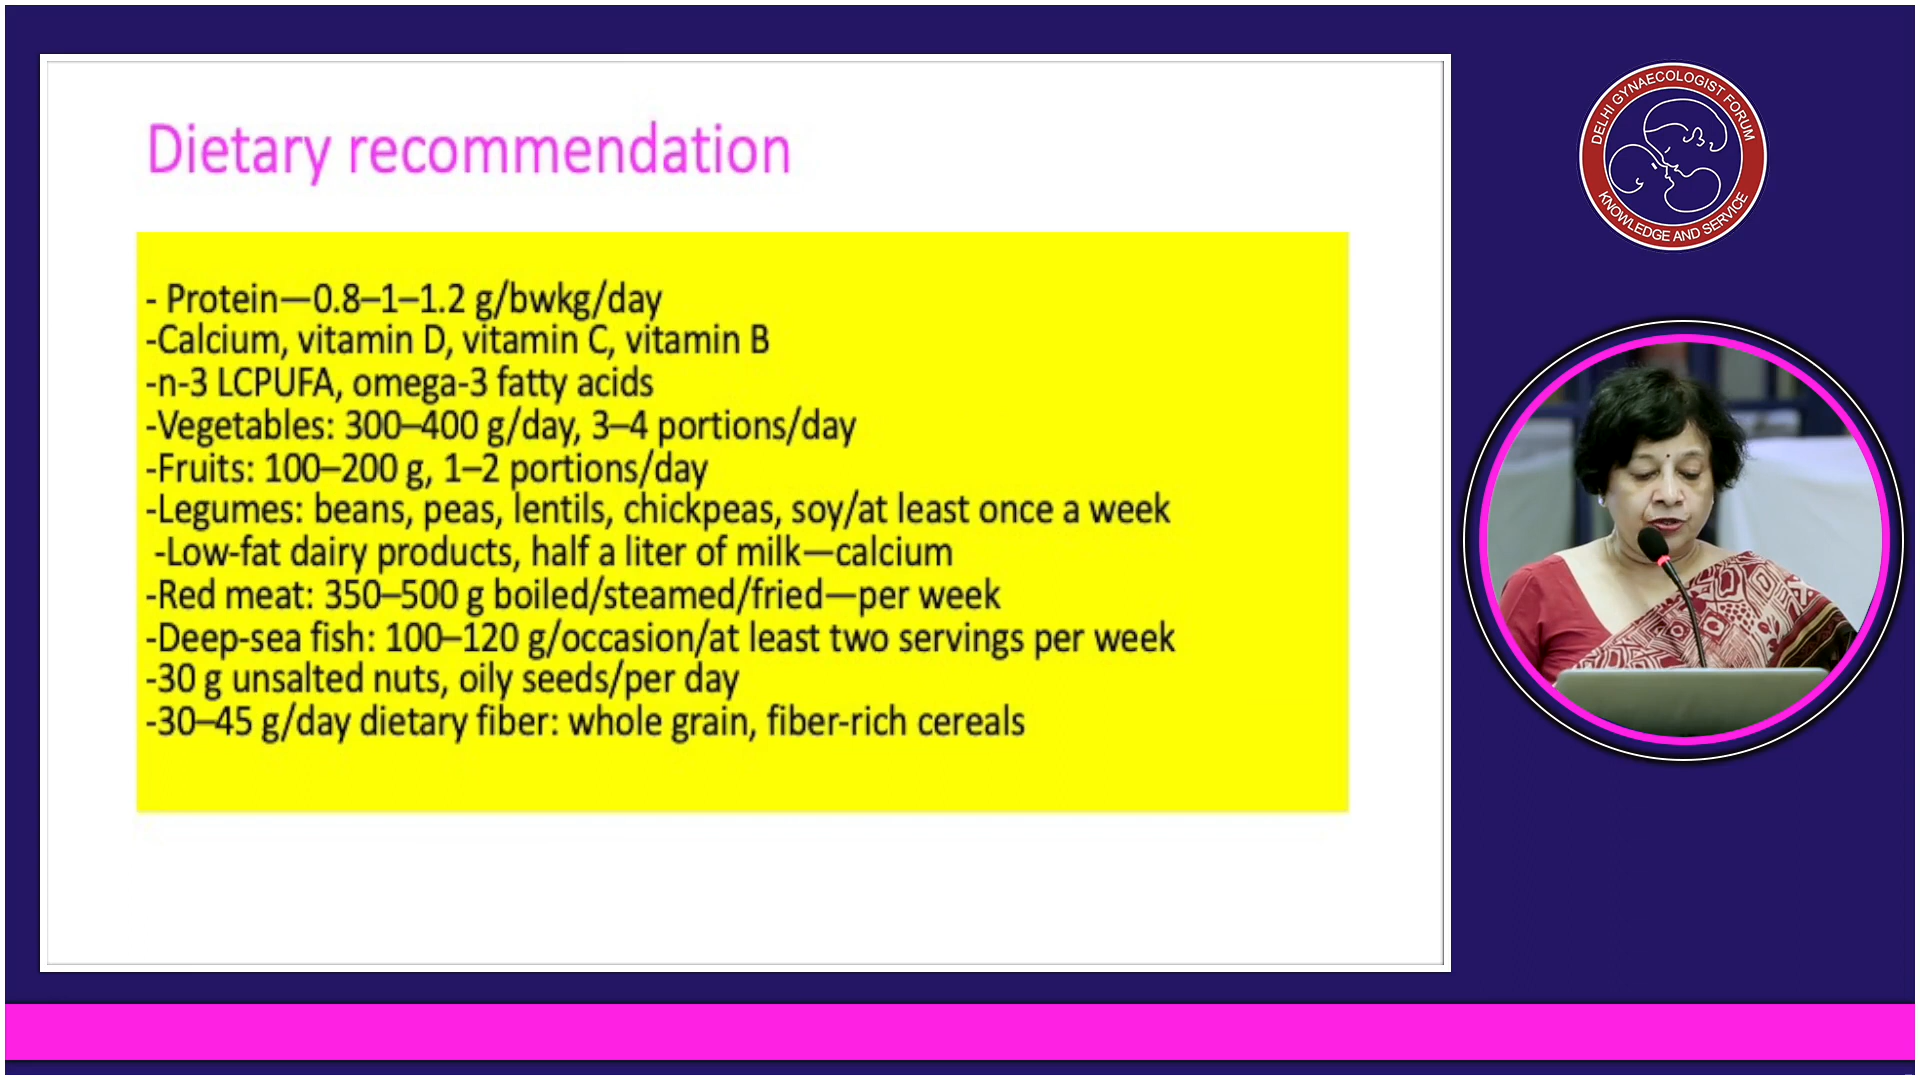 Dietary recommendation
- Protein—0.8–1–1.2 g/bwkg/day
-Calcium, vitamin D, vitamin C, vitamin B
-n-3 LCPUFA, omega-3 fatty acids
-Vegetables: 300–400 g/day, 3–4 portions/day
-Fruits: 100–200 g, 1–2 portions/day
-Legumes: beans, peas, lentils, chickpeas, soy/at least once a week
-Low-fat dairy products, half a liter of milk—calcium
-Red meat: 350–500 g boiled/steamed/fried—per week
-Deep-sea fish: 100–120 g/occasion/at least two servings per week
-30 g unsalted nuts, oily seeds/per day
-30–45 g/day dietary fiber: whole grain, fiber-rich cereals
DELHI GYNAECOLOGIST FORUM
KNOWLEDGE AND SERVICE